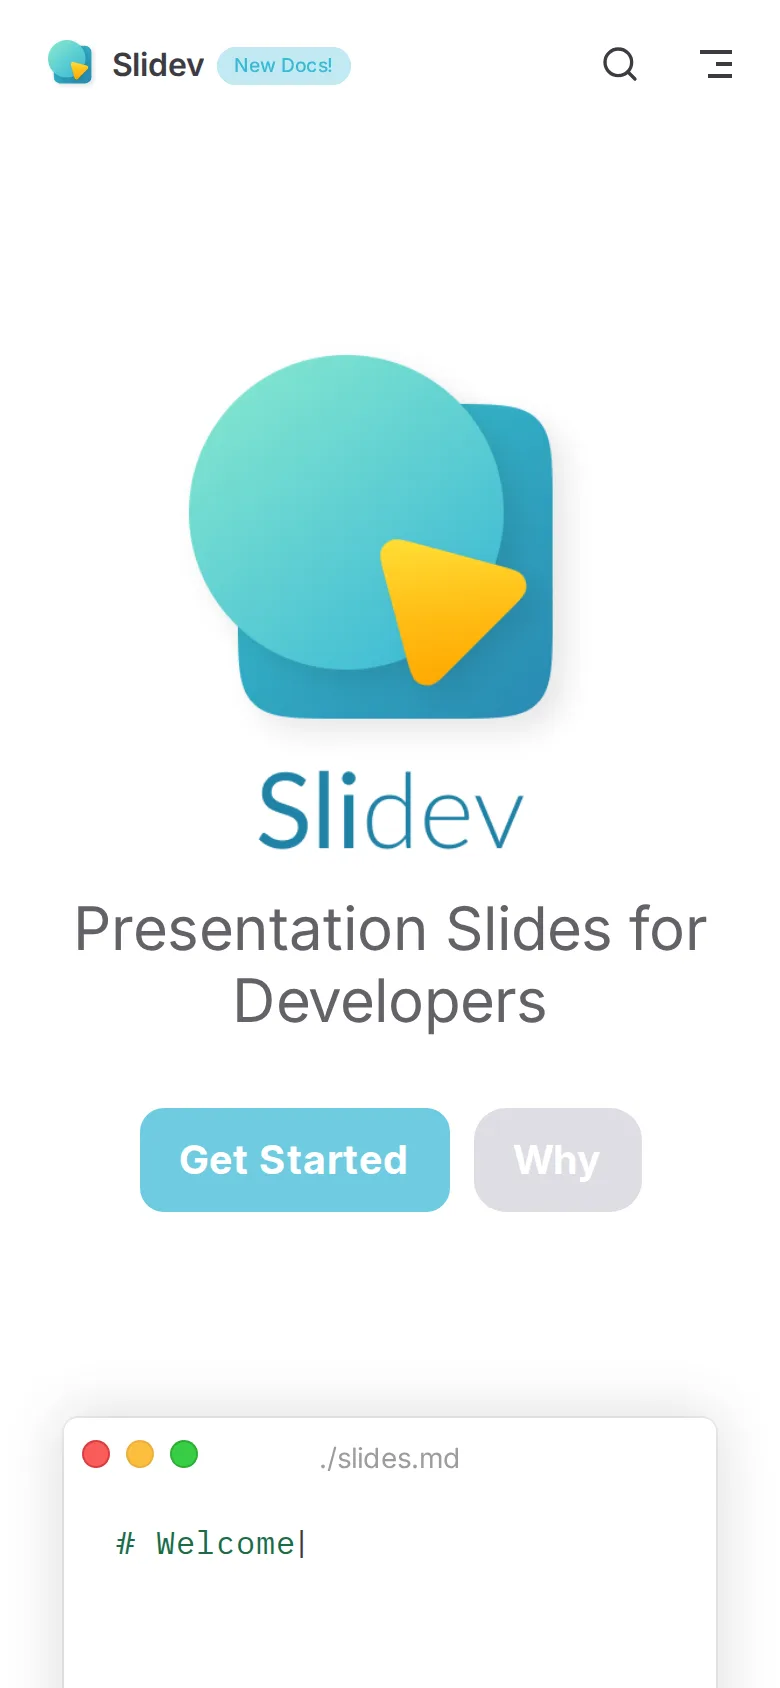 Slidev New Docs!
Slidev
Presentation Slides for
Developers
Get Started Why
./slides.md
# Welcome